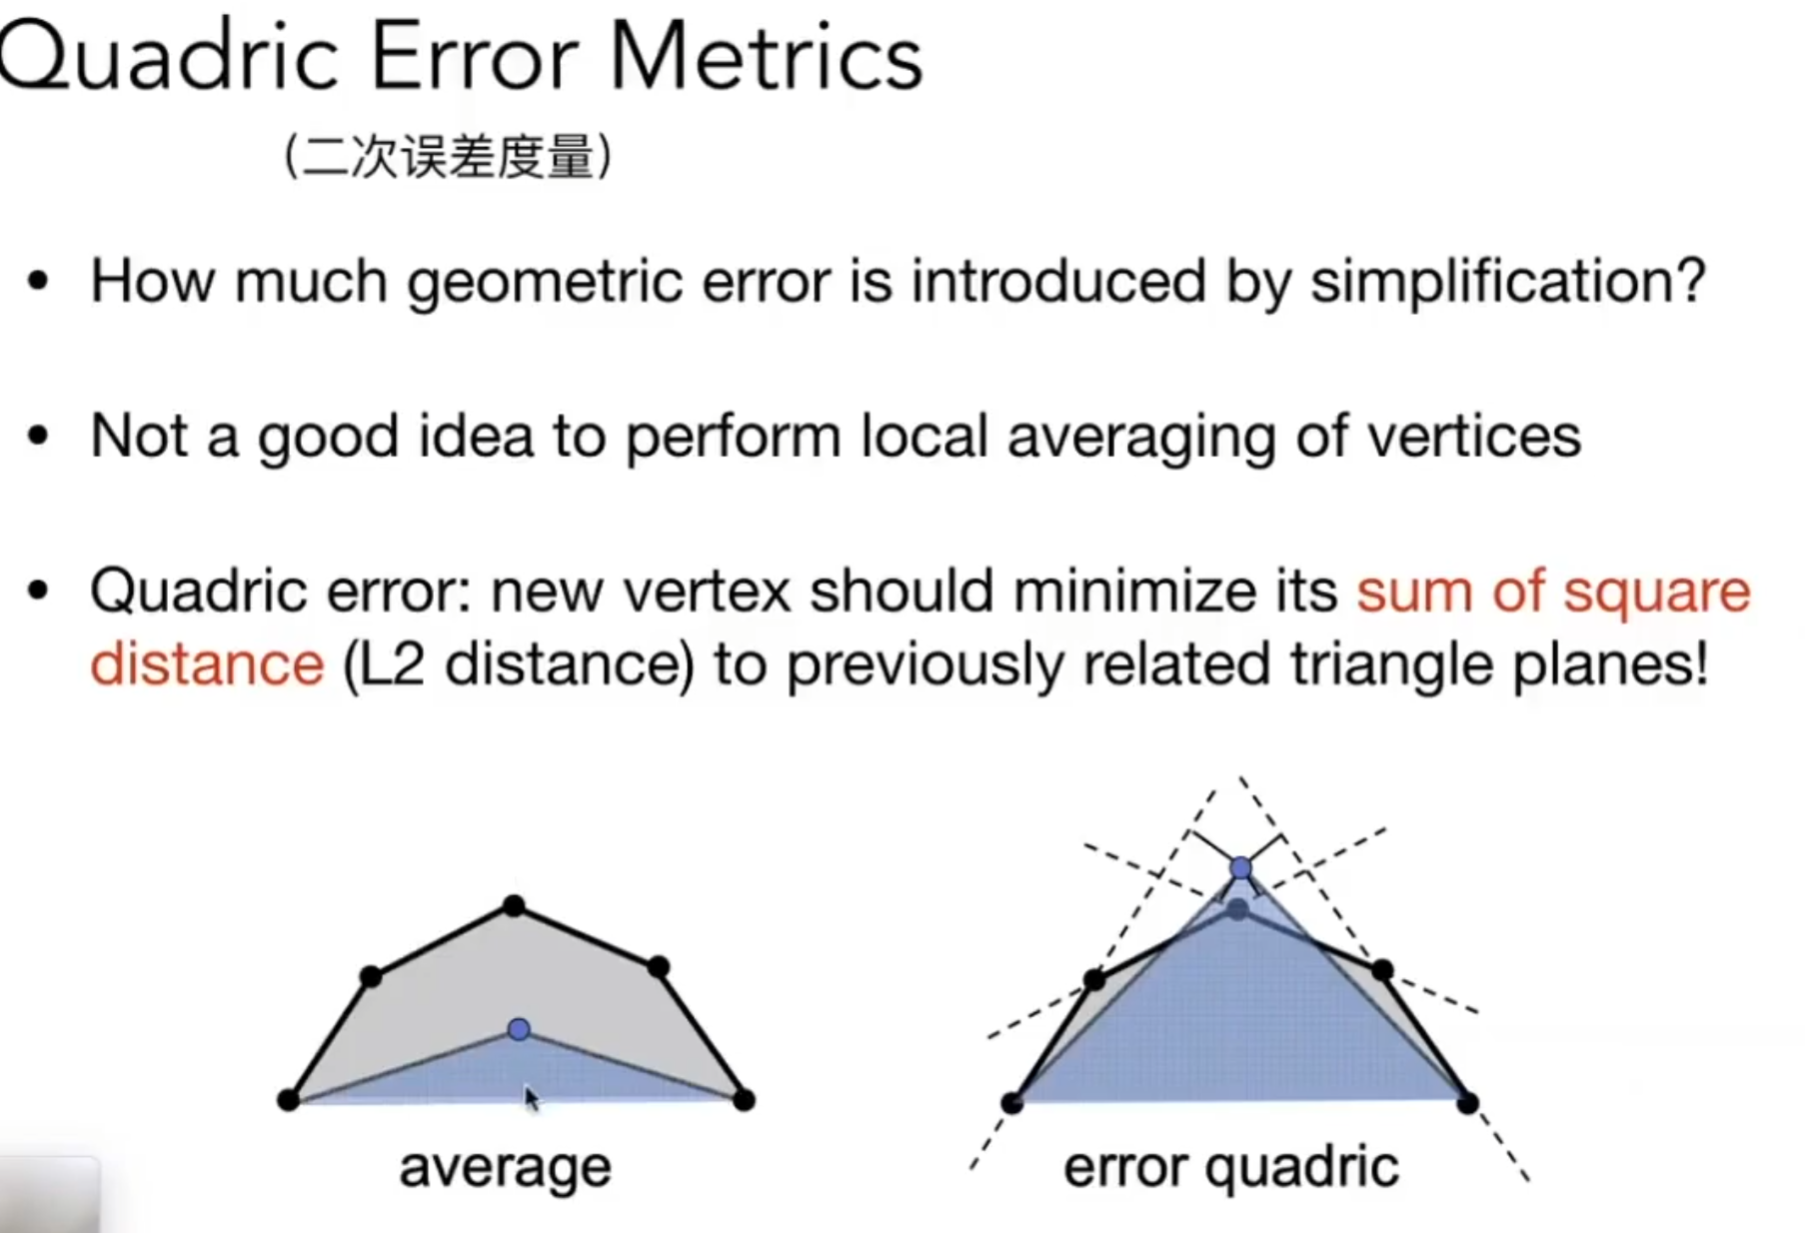 Quadric Error Metrics
(二次误差度量)
• How much geometric error is introduced by simplification?
• Not a good idea to perform local averaging of vertices
• Quadric error: new vertex should minimize its sum of square
distance (L2 distance) to previously related triangle planes!
average
error quadric